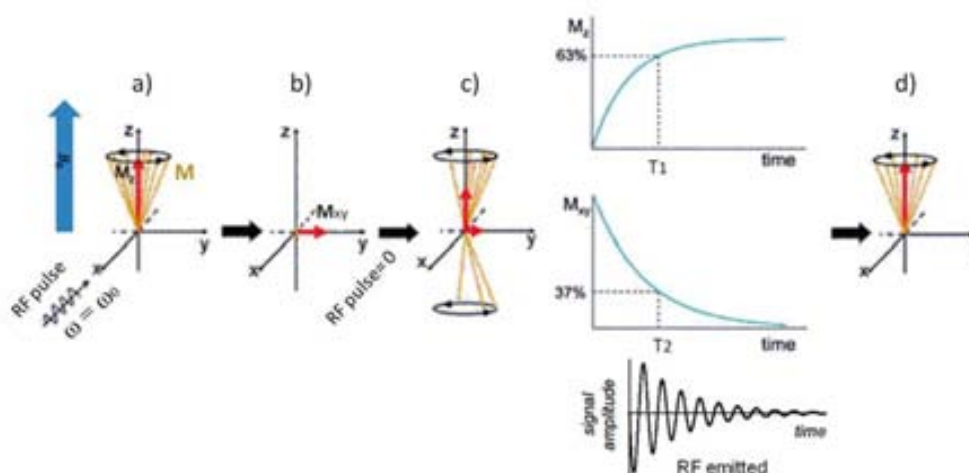 a)
z
Mz
M
y
x
RF pulse
ω = ω₀
b)
z
Mxy
y
x
RF pulse=0
c)
z
y
x
Mz
63%
T1
time
Mxy
37%
T2
time
signal
amplitude
time
RF emitted
d)
z
x